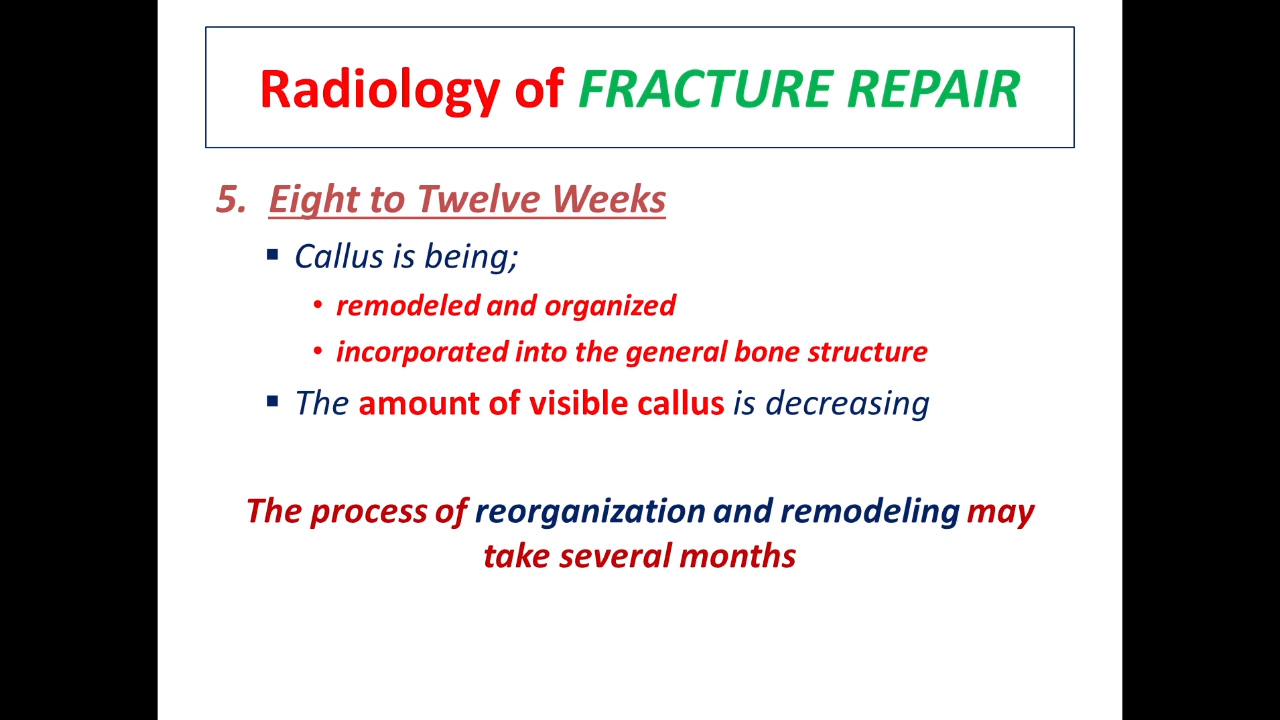 Radiology of FRACTURE REPAIR
5. Eight to Twelve Weeks
▪ Callus is being;
• remodeled and organized
• incorporated into the general bone structure
▪ The amount of visible callus is decreasing
The process of reorganization and remodeling may
take several months